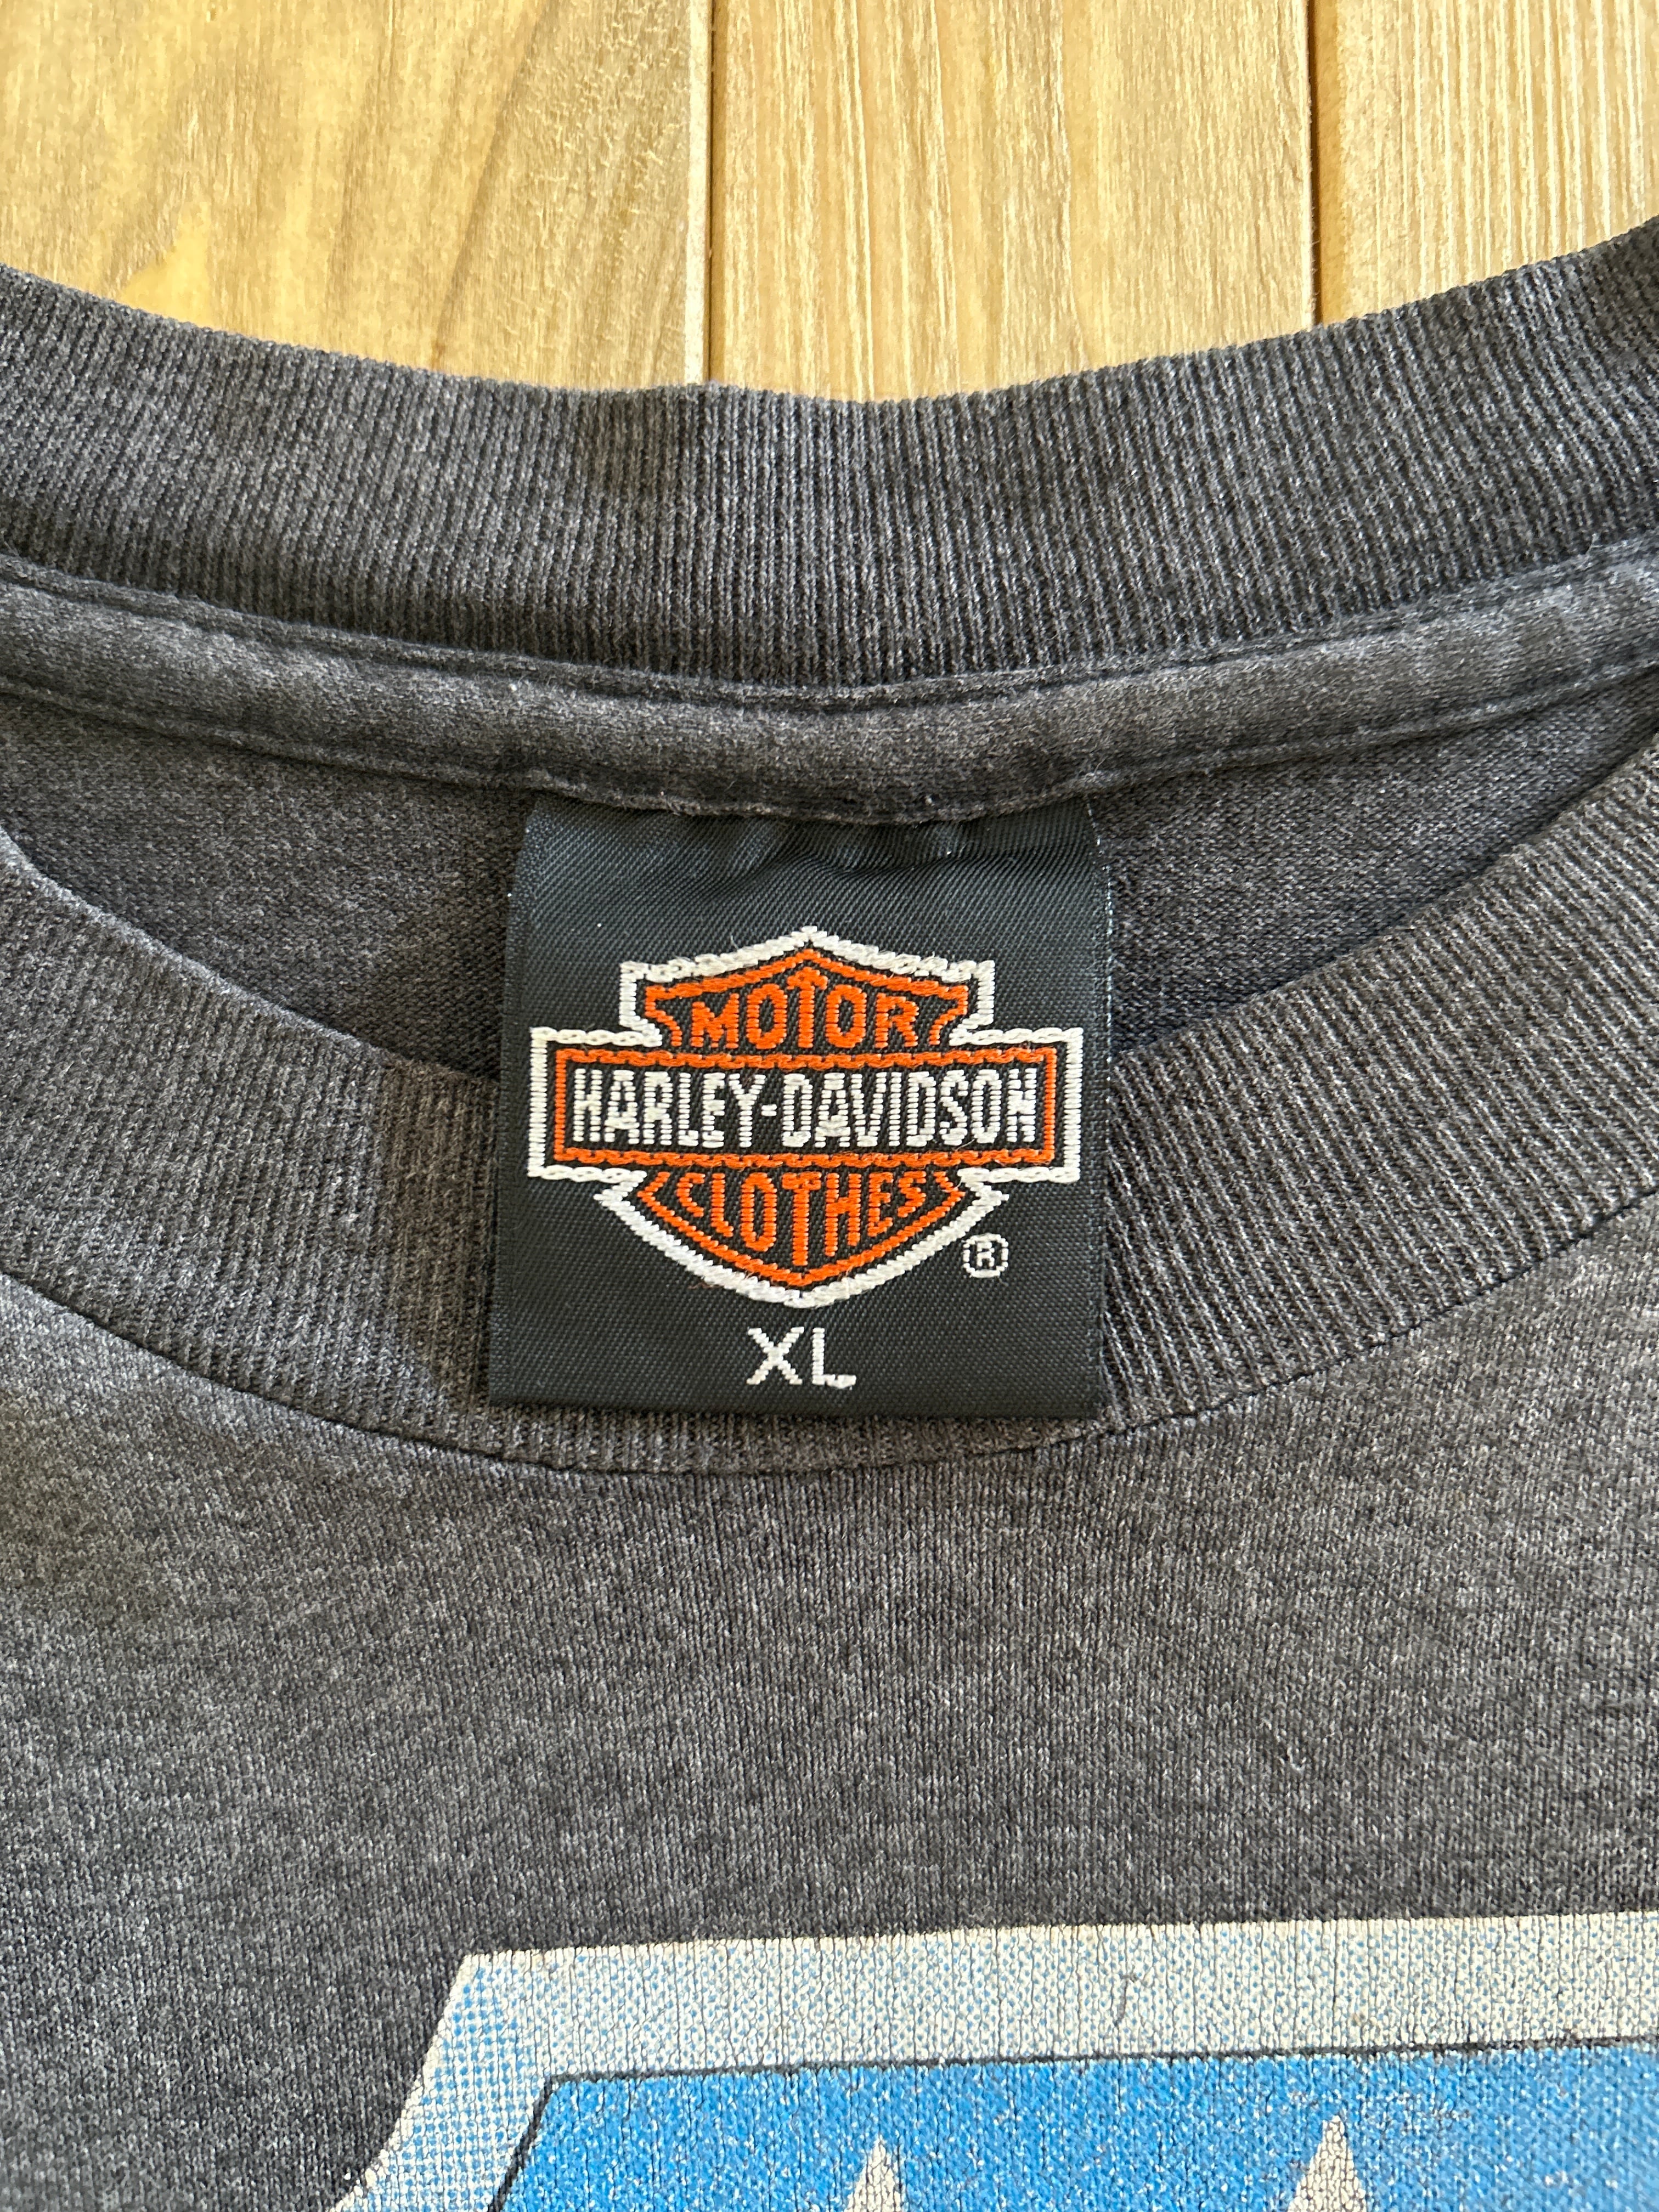 MOTOR
HARLEY-DAVIDSON
CLOTHES
®
XL